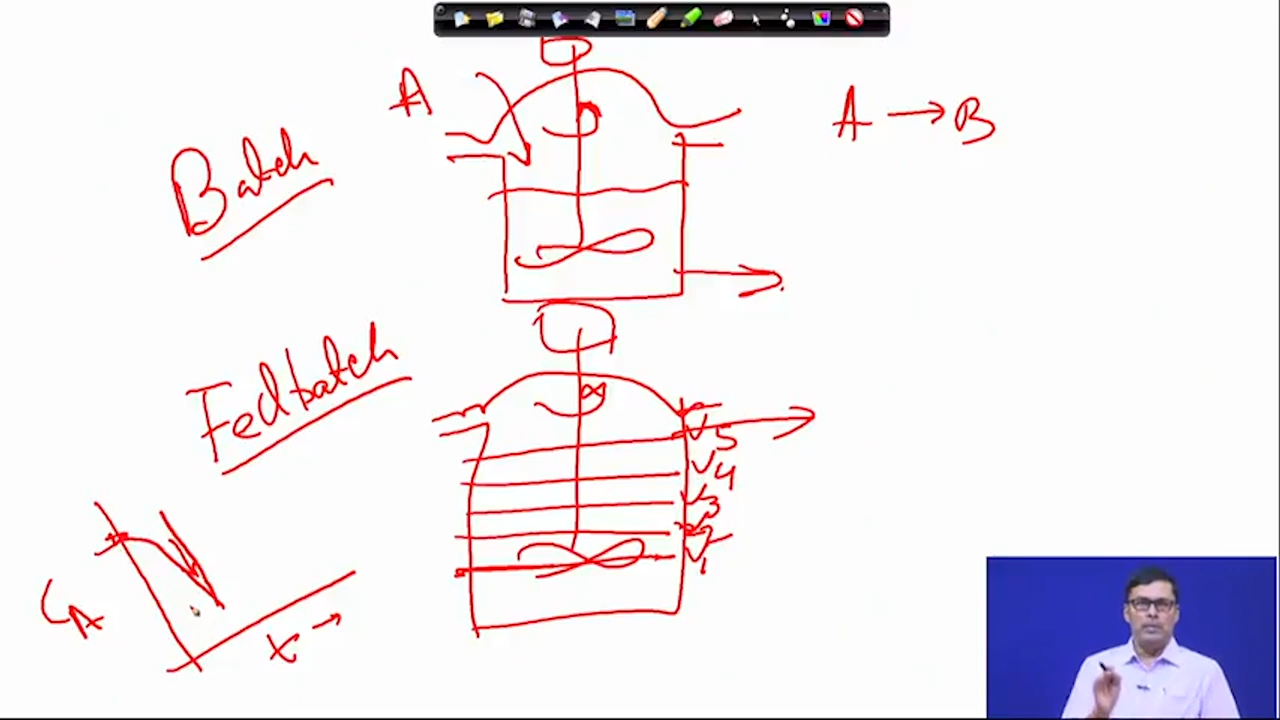 A
A → B
Batch
Fedbatch
V5
V4
V3
V2
V1
CA
t →